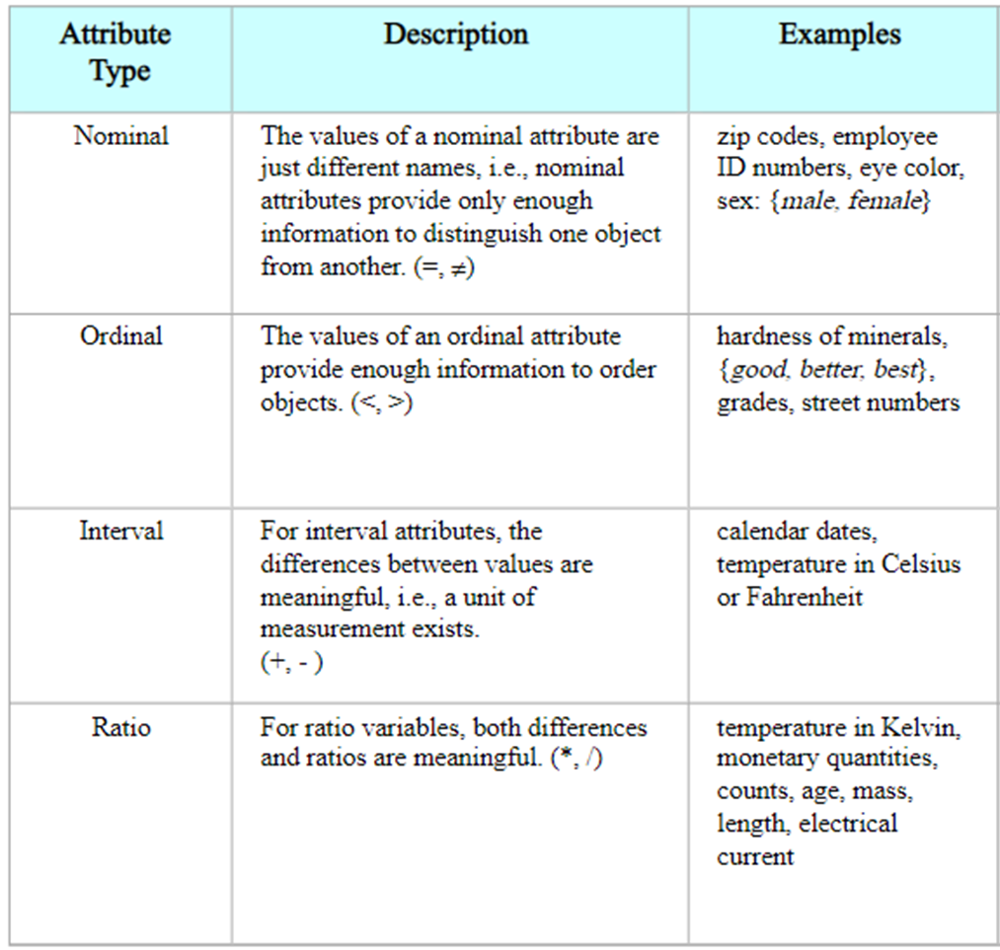 Attribute
Type
Description
Examples
Nominal
The values of a nominal attribute are
just different names, i.e., nominal
attributes provide only enough
information to distinguish one object
from another. (=, ≠)
zip codes, employee
ID numbers, eye color,
sex: {male, female}
Ordinal
The values of an ordinal attribute
provide enough information to order
objects. (<, >)
hardness of minerals,
{good, better, best},
grades, street numbers
Interval
For interval attributes, the
differences between values are
meaningful, i.e., a unit of
measurement exists.
(+, - )
calendar dates,
temperature in Celsius
or Fahrenheit
Ratio
For ratio variables, both differences
and ratios are meaningful. (*, /)
temperature in Kelvin,
monetary quantities,
counts, age, mass,
length, electrical
current